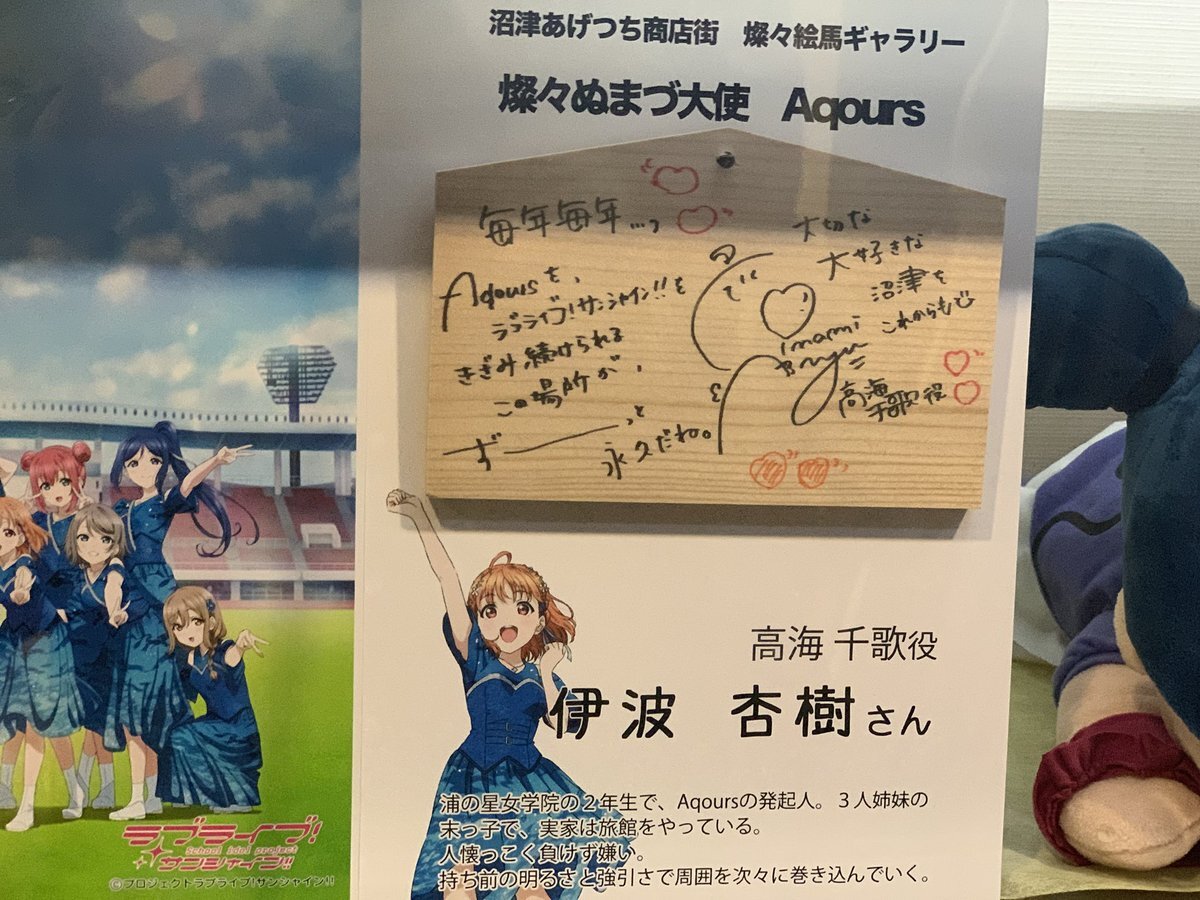 沼津あげつち商店街　燦々絵馬ギャラリー
燦々ぬまづ大使　Aqours
毎年毎年...っ
Aqoursを、
ラブライブ!サンシャイン!!を
きざみ続けられる
この場所が、
ずーーっと
永久だね。
大切な
大好きな
沼津を
これからも
高海
千歌役
高海 千歌役
伊波　杏樹さん
浦の星女学院の２年生で、Aqoursの発起人。３人姉妹の
末っ子で、実家は旅館をやっている。
人懐っこく負けず嫌い。
持ち前の明るさと強引さで周囲を次々に巻き込んでいく。
ラブライブ!
School idol project
サンシャイン!!
©プロジェクトラブライブ!サンシャイン!!